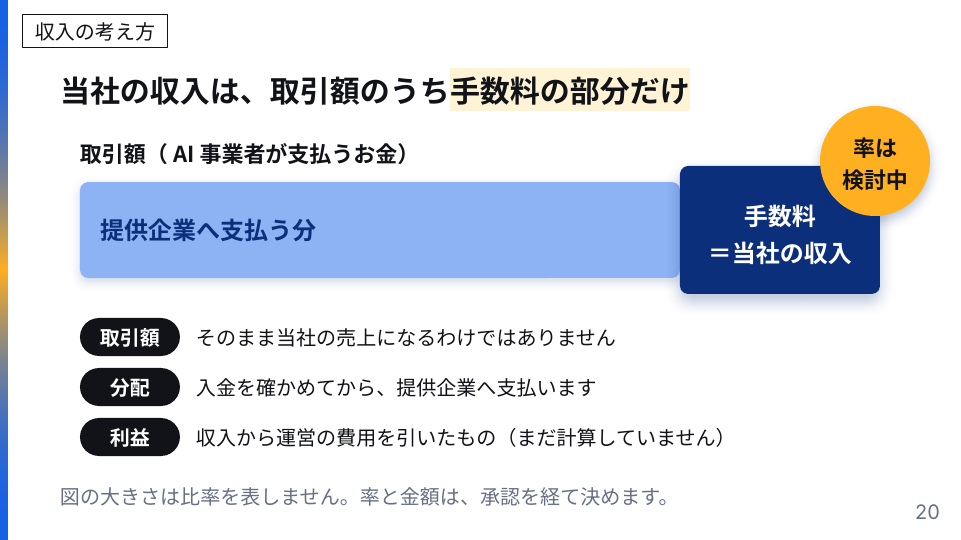 収入の考え方
当社の収入は、取引額のうち手数料の部分だけ
取引額（ AI 事業者が支払うお金）
率は
検討中
提供企業へ支払う分
手数料
＝当社の収入
取引額 そのまま当社の売上になるわけではありません
分配 入金を確かめてから、提供企業へ支払います
利益 収入から運営の費用を引いたもの（まだ計算していません）
図の大きさは比率を表しません。率と金額は、承認を経て決めます。
20